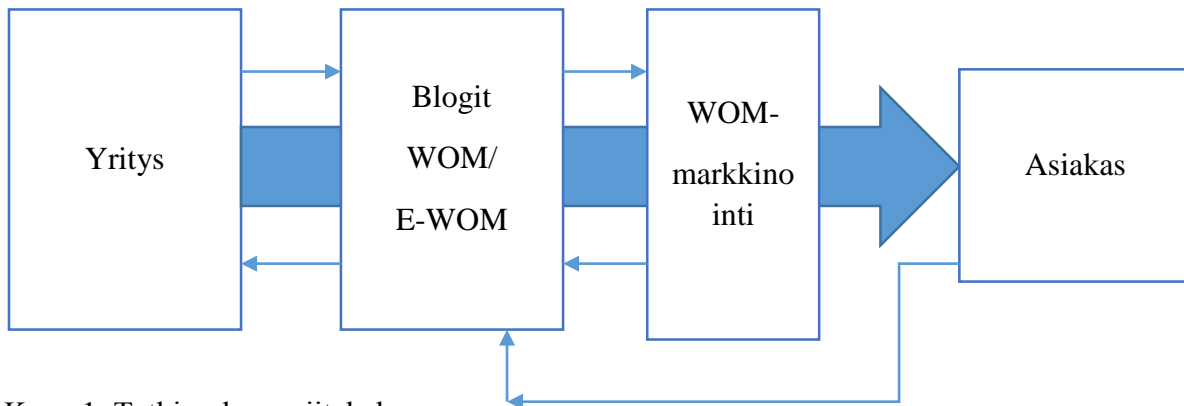 Yritys
Blogit
WOM/
E-WOM
WOM-
markkino
inti
Asiakas